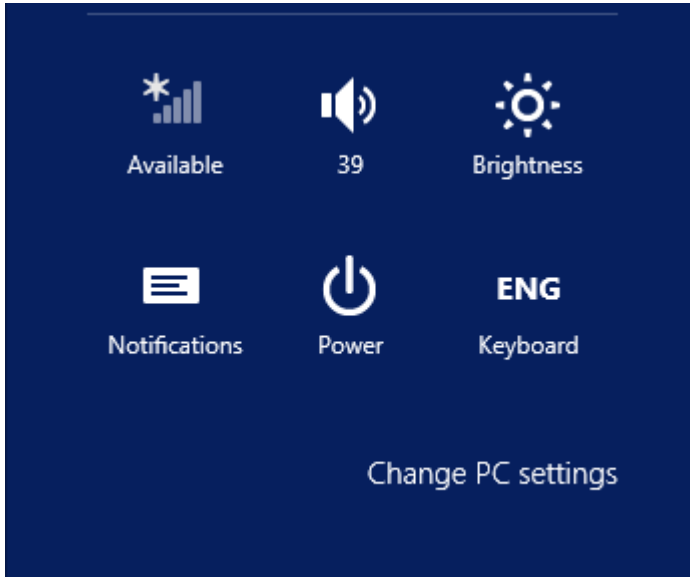 Available
39
Brightness
Notifications
Power
ENG
Keyboard
Change PC settings